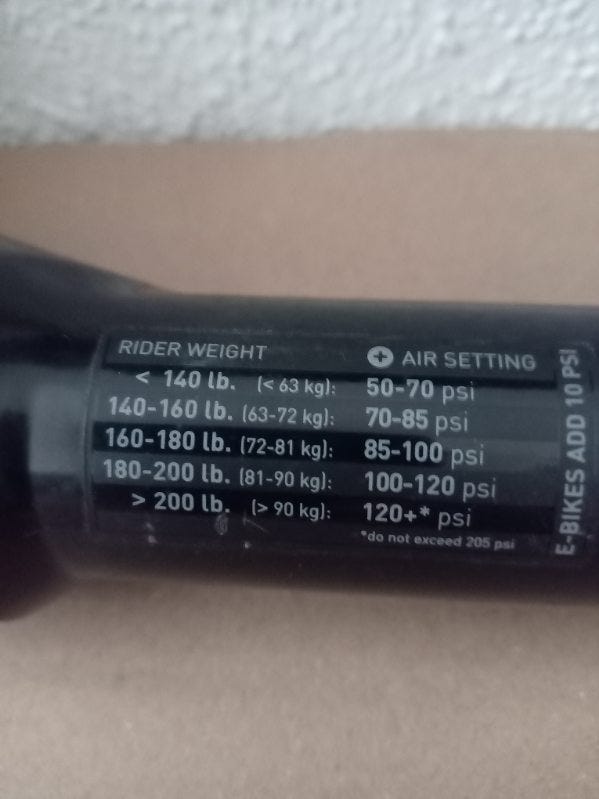 RIDER WEIGHT + AIR SETTING
< 140 lb. (< 63 kg): 50-70 psi
140-160 lb. (63-72 kg): 70-85 psi
160-180 lb. (72-81 kg): 85-100 psi
180-200 lb. (81-90 kg): 100-120 psi
> 200 lb. (> 90 kg): 120+* psi
*do not exceed 205 psi
E-BIKES ADD 10 PSI